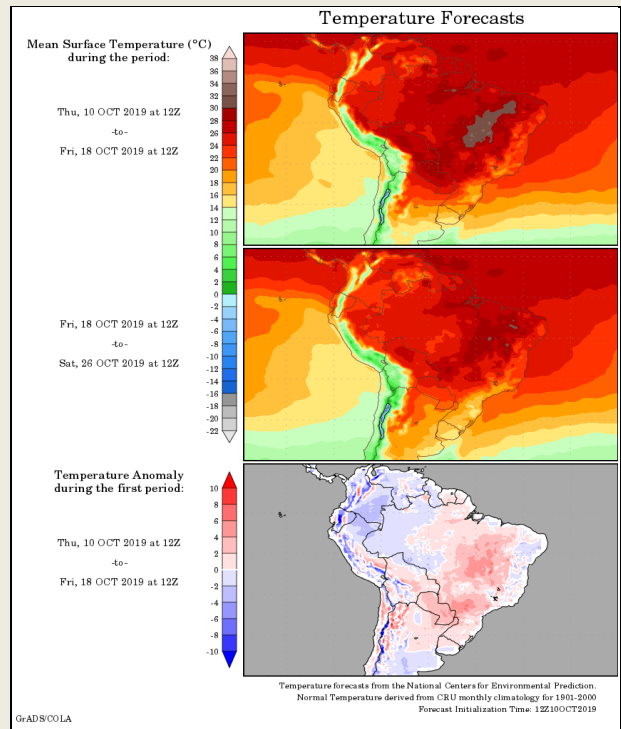 Temperature Forecasts
Mean Surface Temperature (°C)
during the period:
Thu, 10 OCT 2019 at 12Z
-to-
Fri, 18 OCT 2019 at 12Z
38
36
34
32
30
28
26
24
22
20
18
16
14
12
10
8
6
4
2
0
-2
-4
-6
-8
-10
-12
-14
-16
-18
-20
-22
Fri, 18 OCT 2019 at 12Z
-to-
Sat, 26 OCT 2019 at 12Z
Temperature Anomaly
during the first period:
Thu, 10 OCT 2019 at 12Z
-to-
Fri, 18 OCT 2019 at 12Z
10
8
6
4
2
0
-2
-4
-6
-8
-10
Temperature forecasts from the National Centers for Environmental Prediction.
Normal Temperature derived from CRU monthly climatology for 1901-2000
Forecast Initialization Time: 12Z10OCT2019
GrADS/COLA